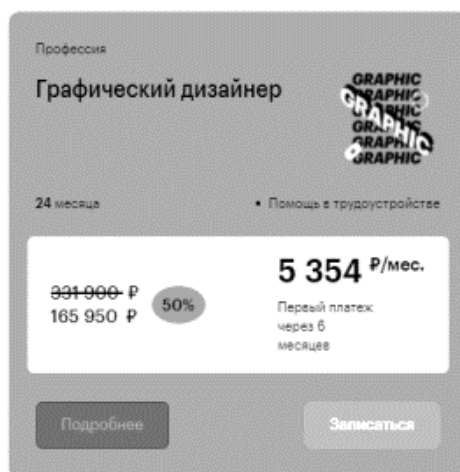 Профессия
Графический дизайнер
GRAPHIC
GRAPHIC
GRAPHIC
GRAPHIC
GRAPHIC
GRAPHIC
GRAPHIC
24 месяца
• Помощь в трудоустройстве
331 900 ₽
165 950 ₽
50%
5 354 ₽/мес.
Первый платеж
через 6
месяцев
Подробнее
Записаться